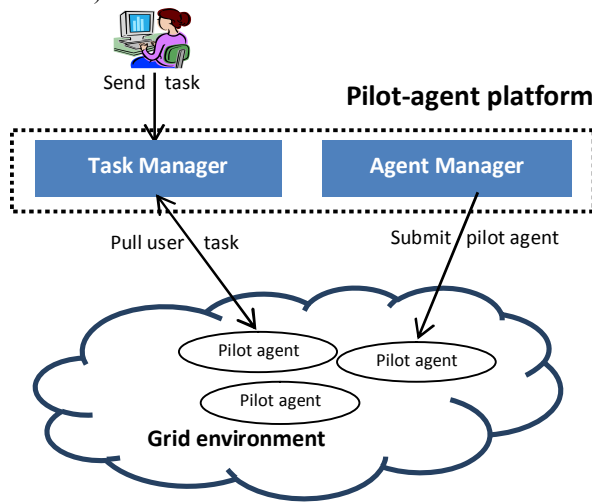 Send task
Pilot-agent platform
Task Manager
Agent Manager
Pull user task
Submit pilot agent
Pilot agent
Pilot agent
Pilot agent
Grid environment